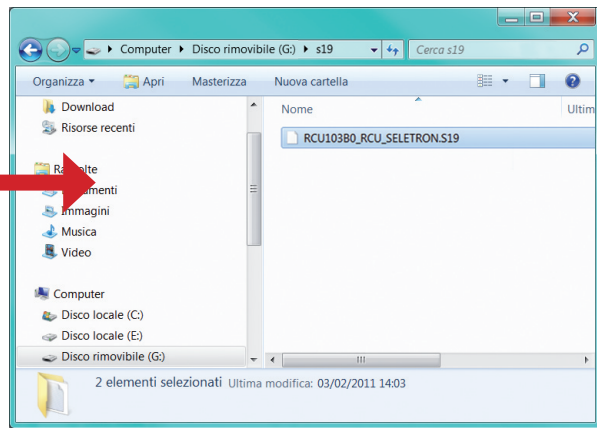 Computer Disco rimovibile (G:) s19 Cerca s19
Organizza Apri Masterizza Nuova cartella
Download
Risorse recenti
Raccolte
Documenti
Immagini
Musica
Video
Computer
Disco locale (C:)
Disco locale (E:)
Disco rimovibile (G:)
Nome Ultim
RCU103B0_RCU_SELETRON.S19
2 elementi selezionati Ultima modifica: 03/02/2011 14:03